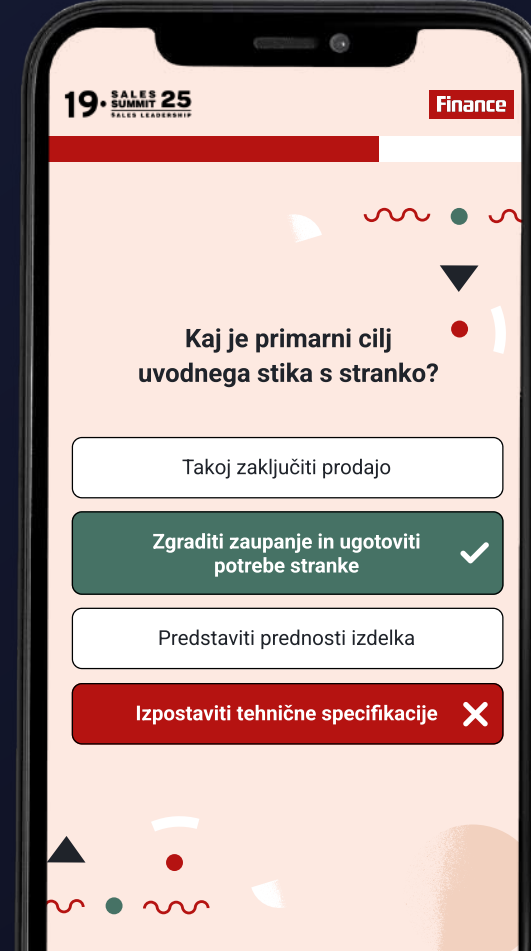 19. SALES SUMMIT 25
SALES LEADERSHIP
Finance
Kaj je primarni cilj
uvodnega stika s stranko?
Takoj zaključiti prodajo
Zgraditi zaupanje in ugotoviti
potrebe stranke
Predstaviti prednosti izdelka
Izpostaviti tehnične specifikacije